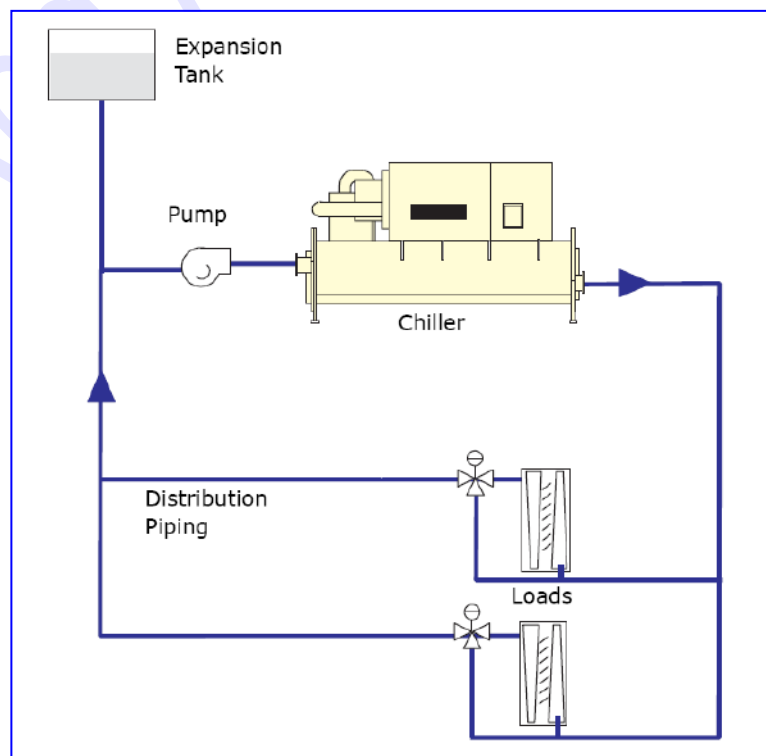 Expansion
Tank
Pump
Chiller
Distribution
Piping
Loads